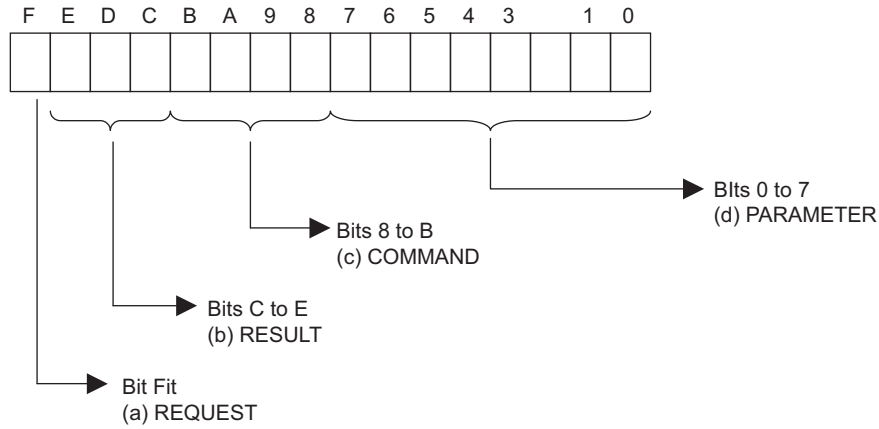 F E D C B A 9 8 7 6 5 4 3 1 0
BIts 0 to 7
(d) PARAMETER
Bits 8 to B
(c) COMMAND
Bits C to E
(b) RESULT
Bit Fit
(a) REQUEST